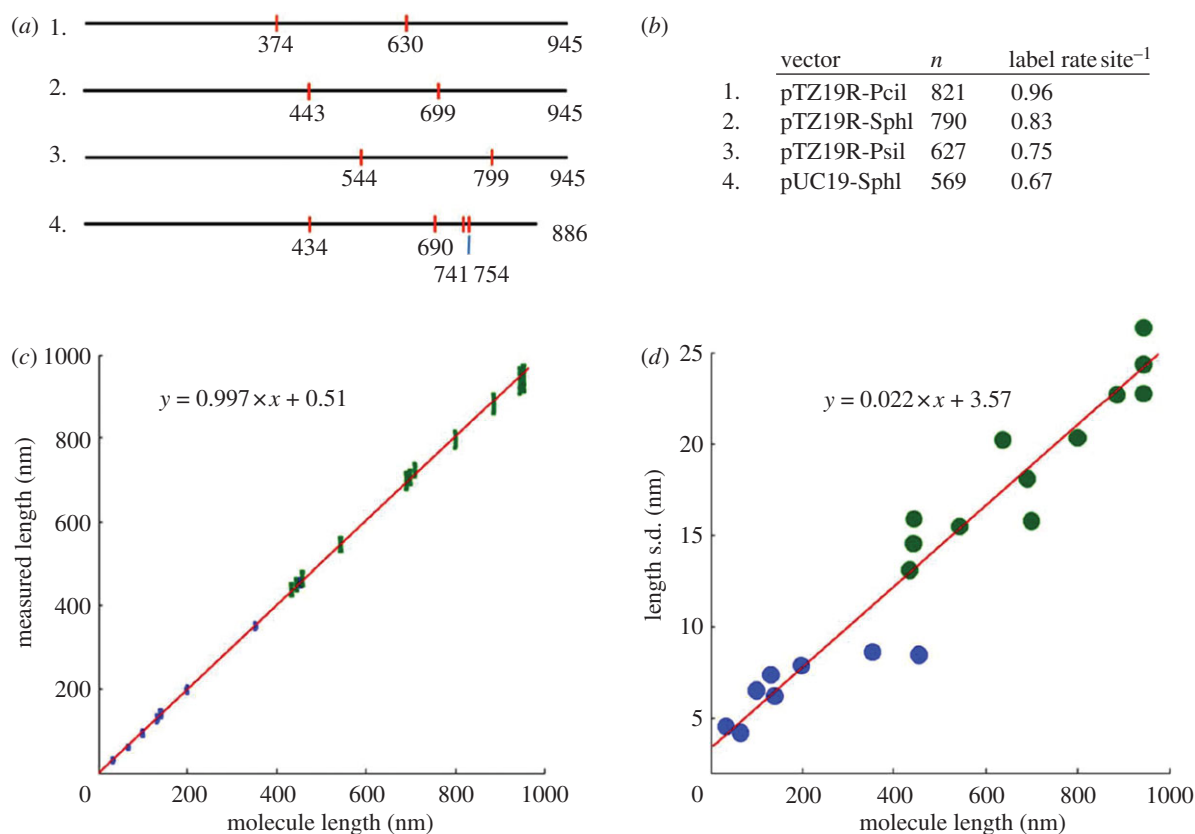 (a)
1.
374 630 945
2.
443 699 945
3.
544 799 945
4.
434 690 886
741 754
(b)
vector n label rate site⁻¹
1. pTZ19R-Pcil 821 0.96
2. pTZ19R-Sphl 790 0.83
3. pTZ19R-Psil 627 0.75
4. pUC19-Sphl 569 0.67
(c)
y = 0.997 × x + 0.51
measured length (nm)
1000
800
600
400
200
0 200 400 600 800 1000
molecule length (nm)
(d)
y = 0.022 × x + 3.57
length s.d. (nm)
25
20
15
10
5
0 200 400 600 800 1000
molecule length (nm)